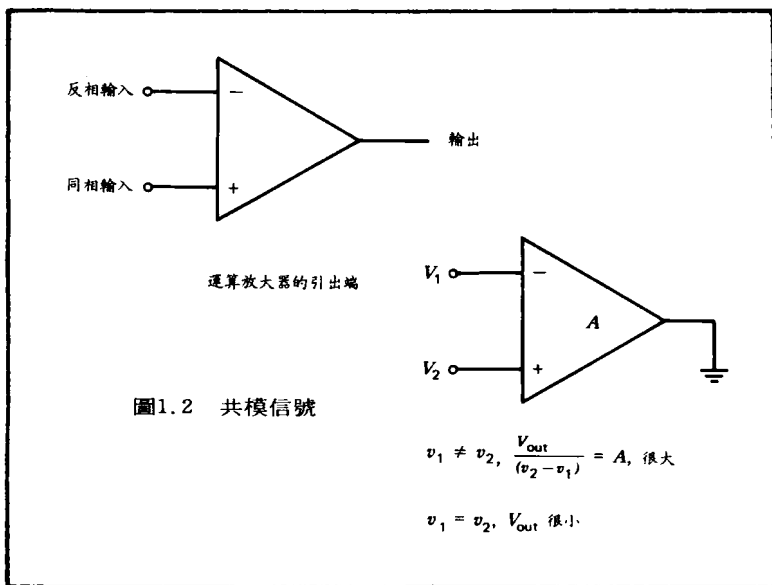 反相輸入
−
輸出
同相輸入
+
運算放大器的引出端
V₁
−
A
V₂
+
圖1.2 共模信號
v₁ ≠ v₂, V_out/(v₂−v₁) = A, 很大
v₁ = v₂, V_out 很小